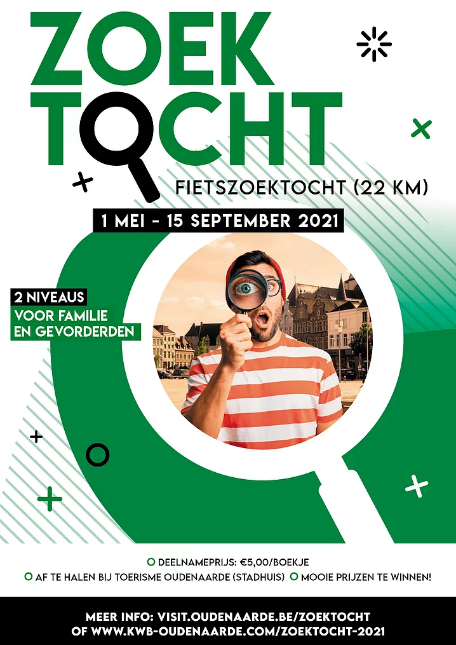 ZOEK
TOCHT
FIETSZOEKTOCHT (22 KM)
1 MEI - 15 SEPTEMBER 2021
2 NIVEAUS
VOOR FAMILIE
EN GEVORDERDEN
DEELNAMEPRIJS: €5,00/BOEKJE
AF TE HALEN BIJ TOERISME OUDENAARDE (STADHUIS) MOOIE PRIJZEN TE WINNEN!
MEER INFO: VISIT.OUDENAARDE.BE/ZOEKTOCHT
OF WWW.KWB-OUDENAARDE.COM/ZOEKTOCHT-2021